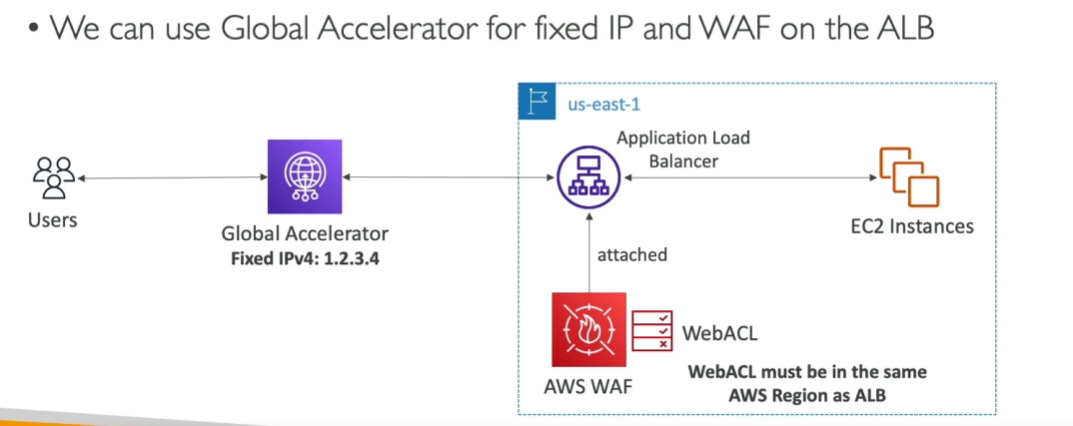 • We can use Global Accelerator for fixed IP and WAF on the ALB
us-east-1
Application Load
Balancer
Users
Global Accelerator
Fixed IPv4: 1.2.3.4
EC2 Instances
attached
WebACL
AWS WAF
WebACL must be in the same
AWS Region as ALB